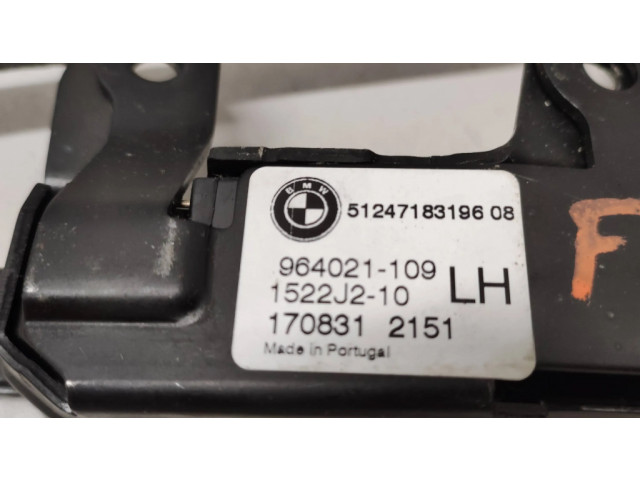 BMW
51247183196 08
964021-109
1522J2-10 LH
170831 2151
Made in Portugal
F